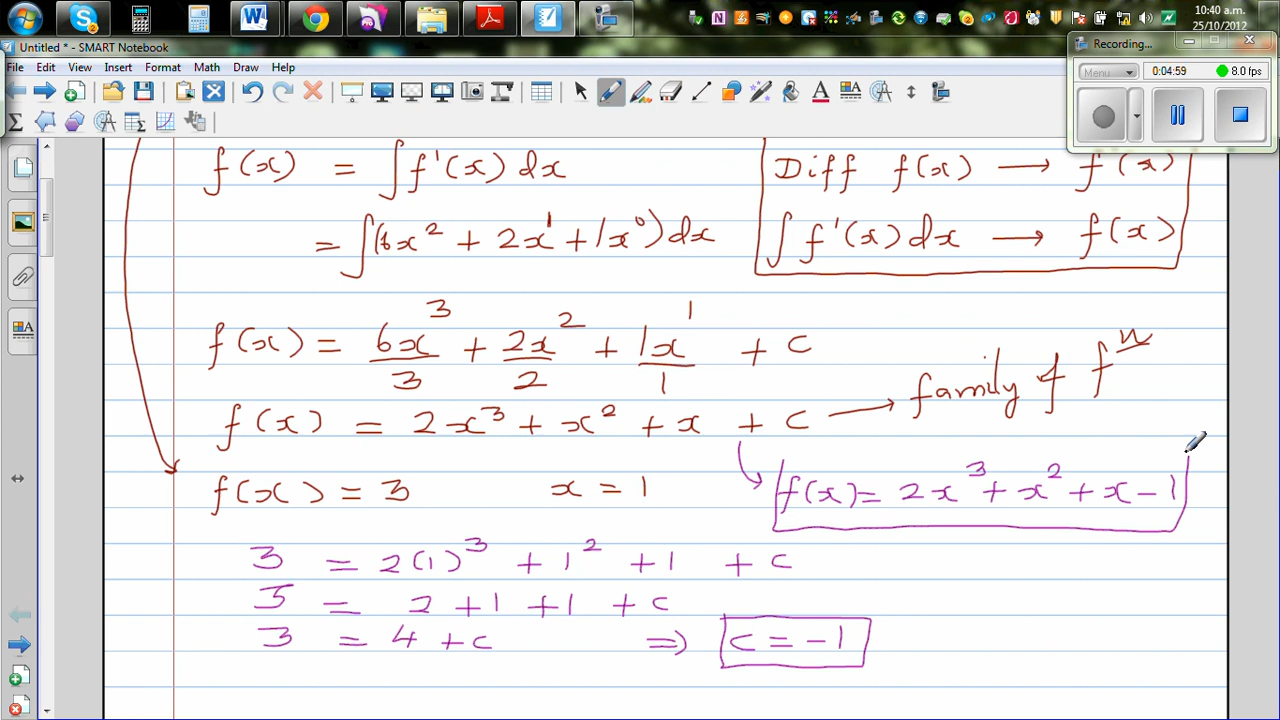 10:40 a.m.
25/10/2012
Untitled * - SMART Notebook
File Edit View Insert Format Math Draw Help
Recording...
Menu 0:04:59 8.0 fps
f(x) = ∫f'(x) dx
Diff f(x) → f'(x)
= ∫(6x² + 2x¹ + 1x⁰) dx
∫ f'(x) dx → f(x)
f(x) = 6x³/3 + 2x²/2 + 1x¹/1 + c
f(x) = 2x³ + x² + x + c → family of fⁿ
f(x) = 3 x = 1
f(x) = 2x³ + x² + x - 1
3 = 2(1)³ + 1² + 1 + c
3 = 2 + 1 + 1 + c
3 = 4 + c ⇒ c = -1